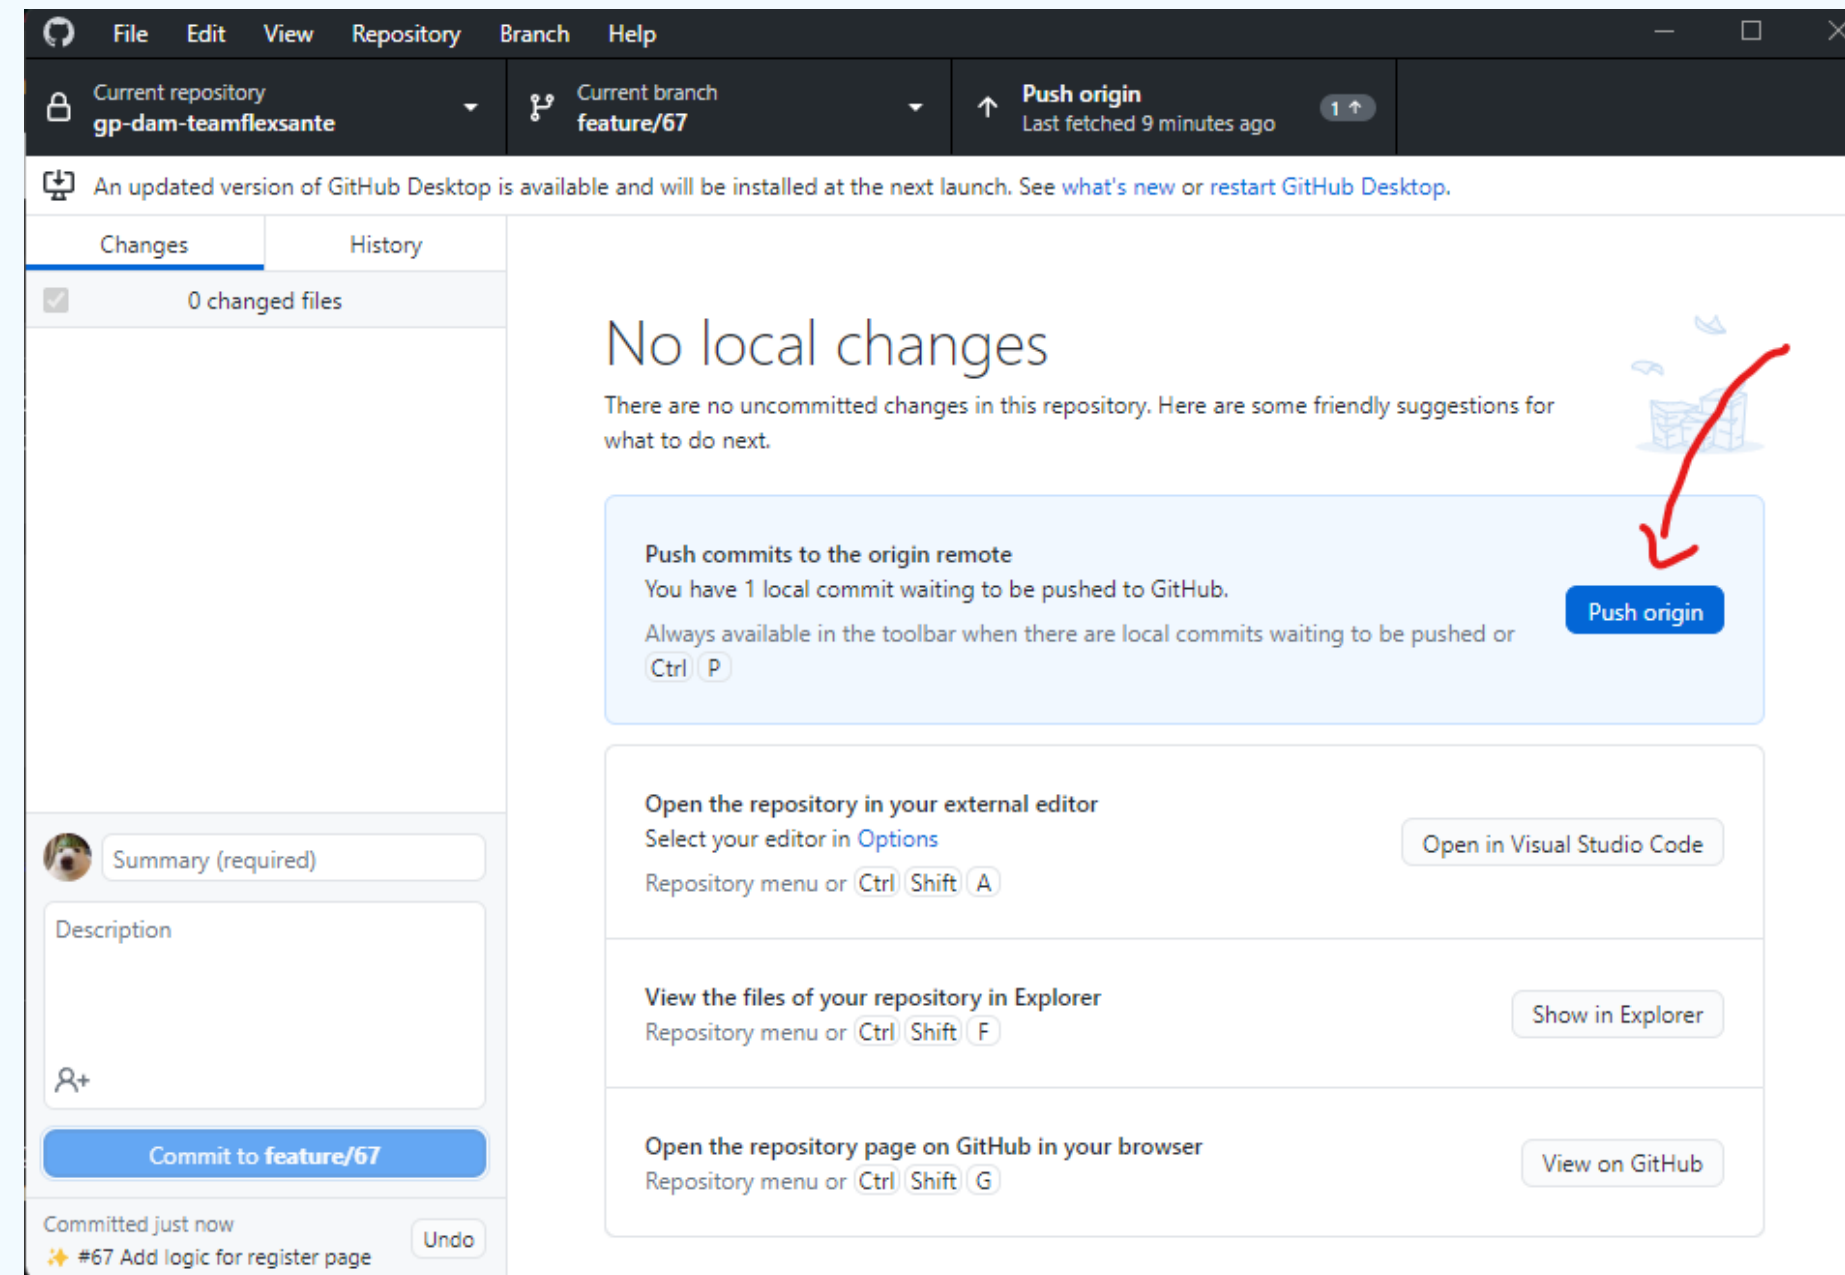 File Edit View Repository Branch Help
Current repository
gp-dam-teamflexsante
Current branch
feature/67
Push origin
Last fetched 9 minutes ago
1
An updated version of GitHub Desktop is available and will be installed at the next launch. See what's new or restart GitHub Desktop.
Changes
History
0 changed files
No local changes
There are no uncommitted changes in this repository. Here are some friendly suggestions for
what to do next.
Push commits to the origin remote
You have 1 local commit waiting to be pushed to GitHub.
Always available in the toolbar when there are local commits waiting to be pushed or
Ctrl P
Push origin
Open the repository in your external editor
Select your editor in Options
Repository menu or Ctrl Shift A
Open in Visual Studio Code
View the files of your repository in Explorer
Repository menu or Ctrl Shift F
Show in Explorer
Open the repository page on GitHub in your browser
Repository menu or Ctrl Shift G
View on GitHub
Summary (required)
Description
Commit to feature/67
Committed just now
✨ #67 Add logic for register page
Undo